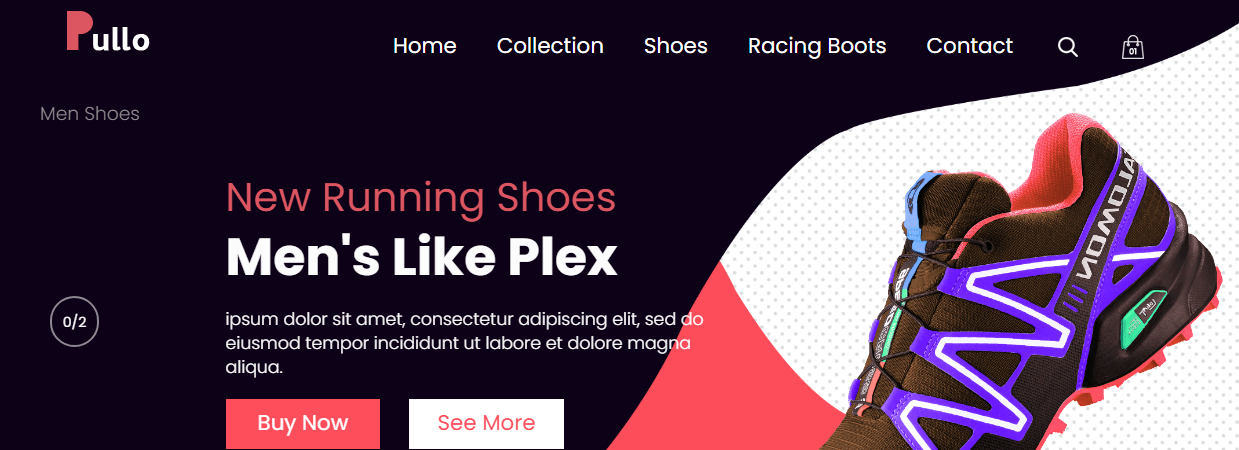 Pullo
Home Collection Shoes Racing Boots Contact
01
Men Shoes
New Running Shoes
Men's Like Plex
0/2
ipsum dolor sit amet, consectetur adipiscing elit, sed do
eiusmod tempor incididunt ut labore et dolore magna
aliqua.
Buy Now See More
SALOMON